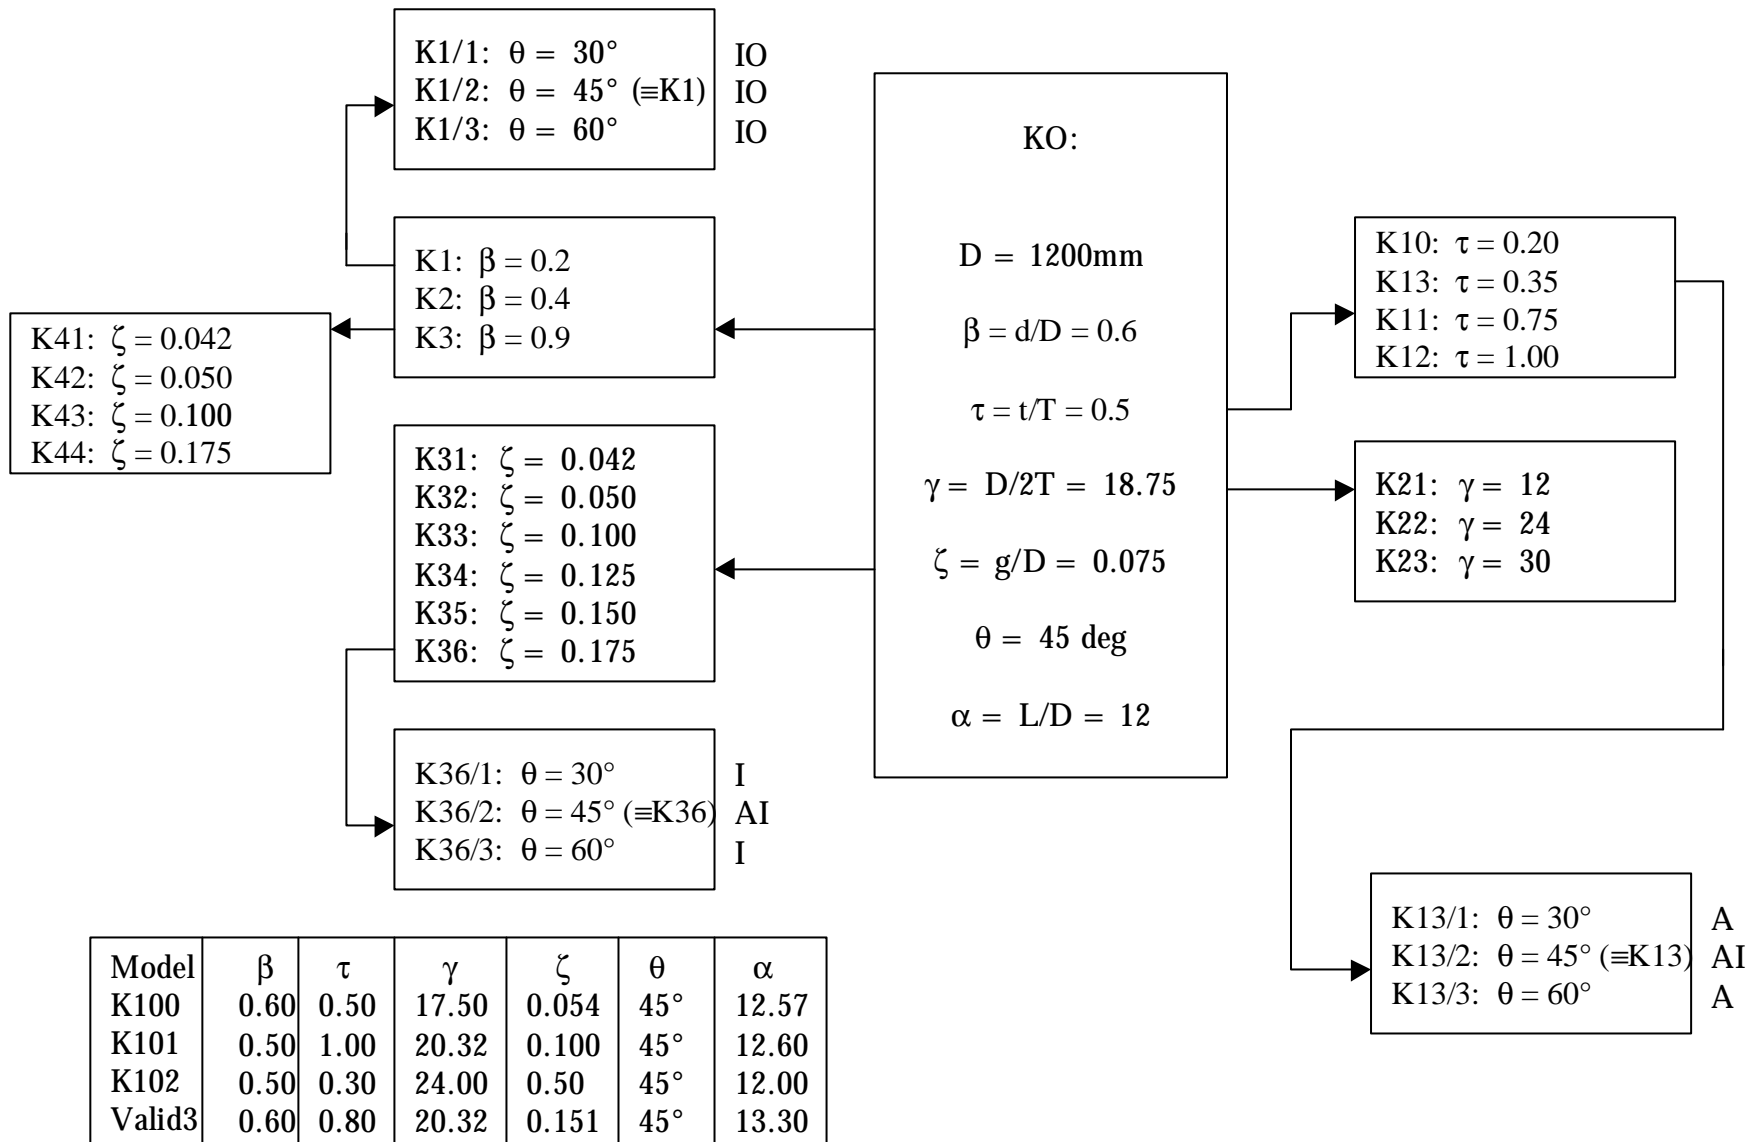 K1/1: θ = 30° IO
K1/2: θ = 45° (≡K1) IO
K1/3: θ = 60° IO
K1: β = 0.2
K2: β = 0.4
K3: β = 0.9
K41: ζ = 0.042
K42: ζ = 0.050
K43: ζ = 0.100
K44: ζ = 0.175
K31: ζ = 0.042
K32: ζ = 0.050
K33: ζ = 0.100
K34: ζ = 0.125
K35: ζ = 0.150
K36: ζ = 0.175
K36/1: θ = 30° I
K36/2: θ = 45° (≡K36) AI
K36/3: θ = 60° I
KO:
D = 1200mm
β = d/D = 0.6
τ = t/T = 0.5
γ = D/2T = 18.75
ζ = g/D = 0.075
θ = 45 deg
α = L/D = 12
K10: τ = 0.20
K13: τ = 0.35
K11: τ = 0.75
K12: τ = 1.00
K21: γ = 12
K22: γ = 24
K23: γ = 30
K13/1: θ = 30° A
K13/2: θ = 45° (≡K13) AI
K13/3: θ = 60° A
Model β τ γ ζ θ α
K100 0.60 0.50 17.50 0.054 45° 12.57
K101 0.50 1.00 20.32 0.100 45° 12.60
K102 0.50 0.30 24.00 0.50 45° 12.00
Valid3 0.60 0.80 20.32 0.151 45° 13.30